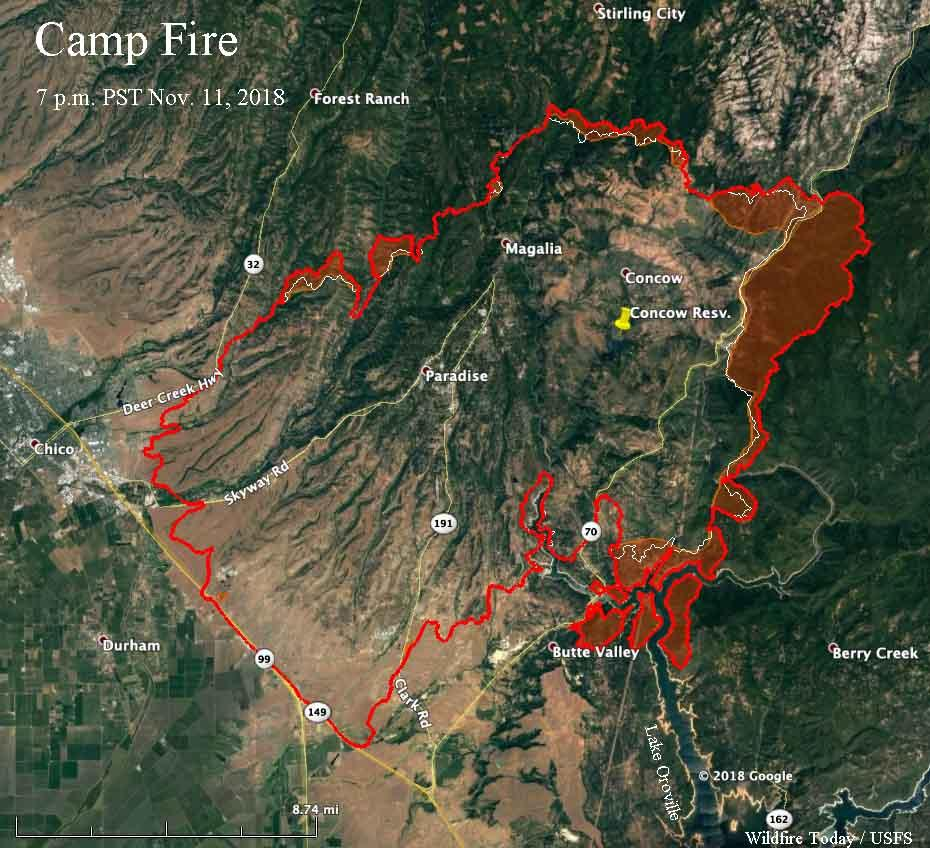 Stirling City
Camp Fire
7 p.m. PST Nov. 11, 2018
Forest Ranch
Magalia
32
Concow
Concow Resv.
Paradise
Deer Creek Hwy
Chico
Skyway Rd
191
70
Durham
Butte Valley
Berry Creek
99
Clark Rd
149
Lake Oroville
© 2018 Google
8.74 mi
162
Wildfire Today / USFS